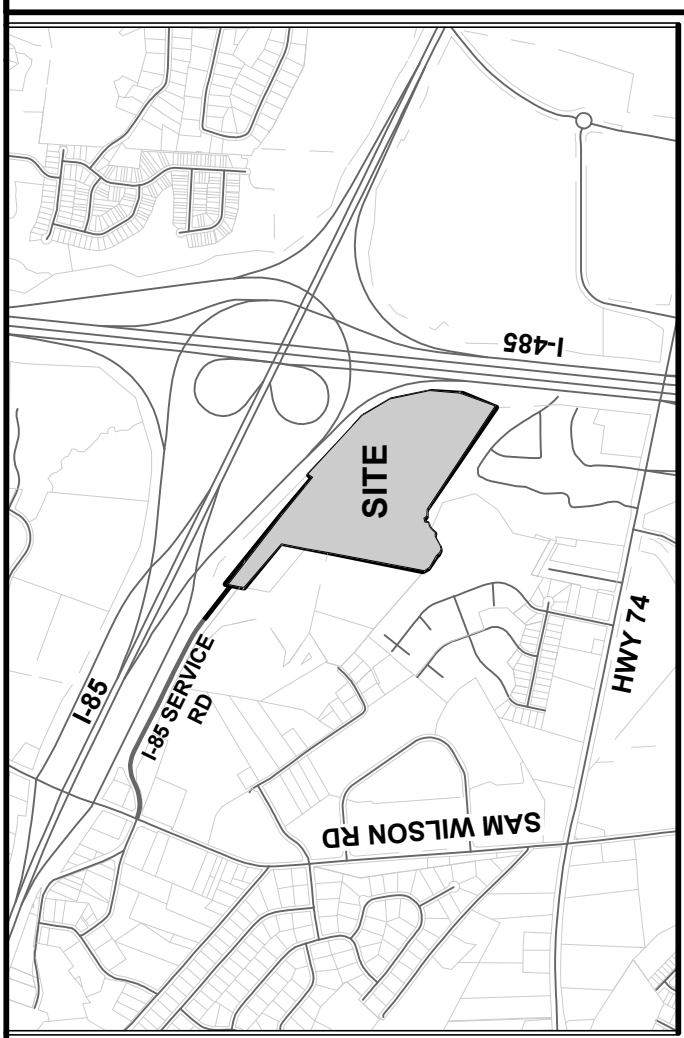 I-485
SITE
I-85
I-85 SERVICE
RD
HWY 74
SAM WILSON RD